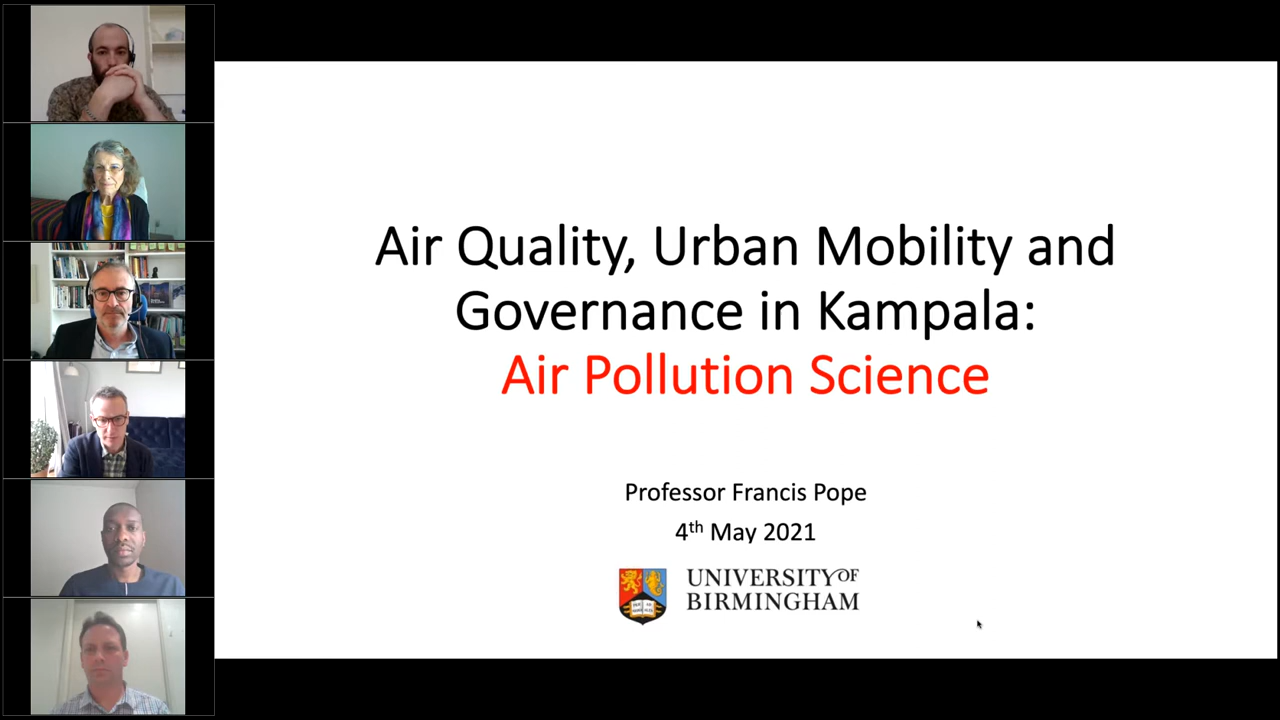 Air Quality, Urban Mobility and
Governance in Kampala:
Air Pollution Science
Professor Francis Pope
4th May 2021
UNIVERSITY OF
BIRMINGHAM